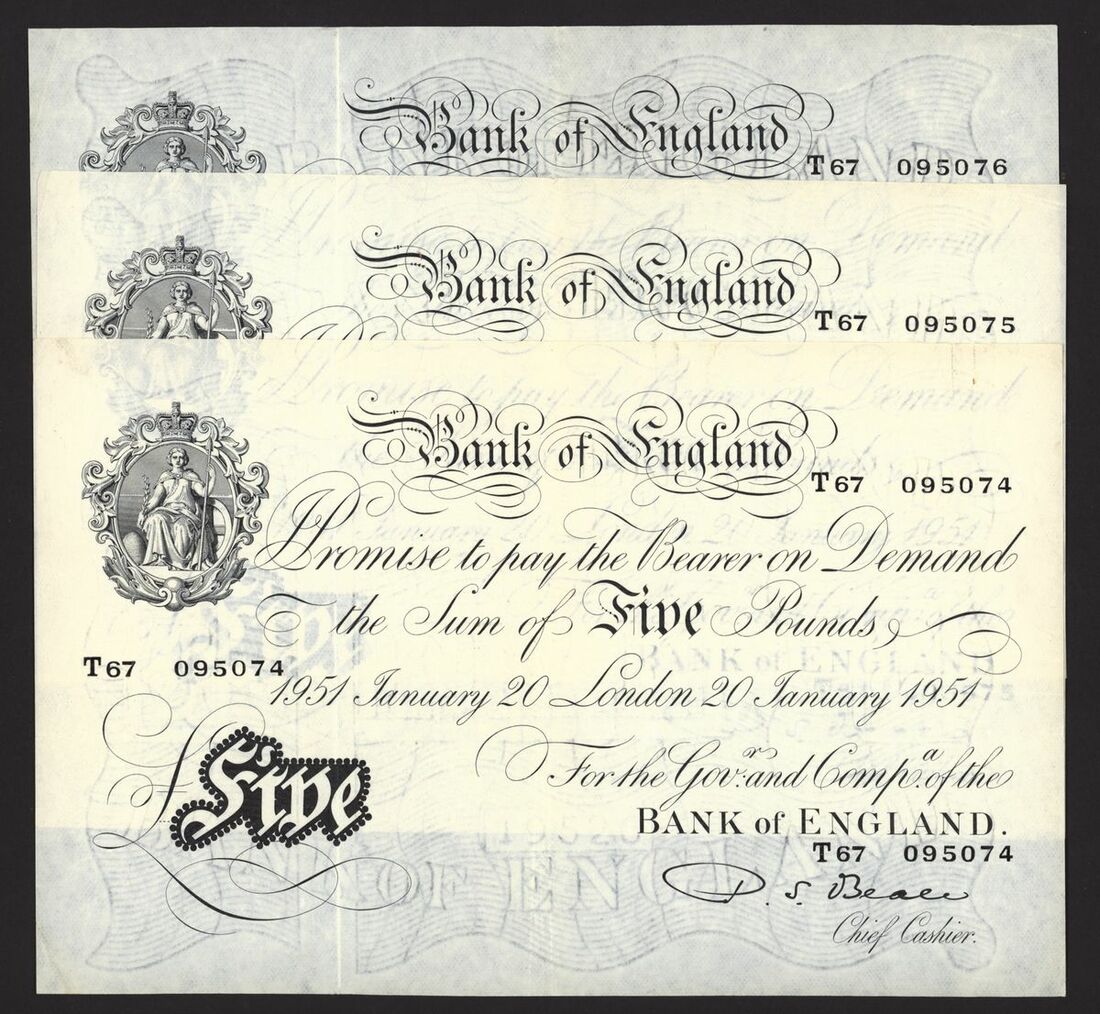 Bank of England
T67 095076
Bank of England
T67 095075
Bank of England
T67 095074
I Promise to pay the Bearer on Demand
the Sum of Five Pounds
T67 095074
1951 January 20 London 20 January 1951
£Five
For the Govr. and Compa. of the
BANK of ENGLAND.
T67 095074
P. S. Beale
Chief Cashier.